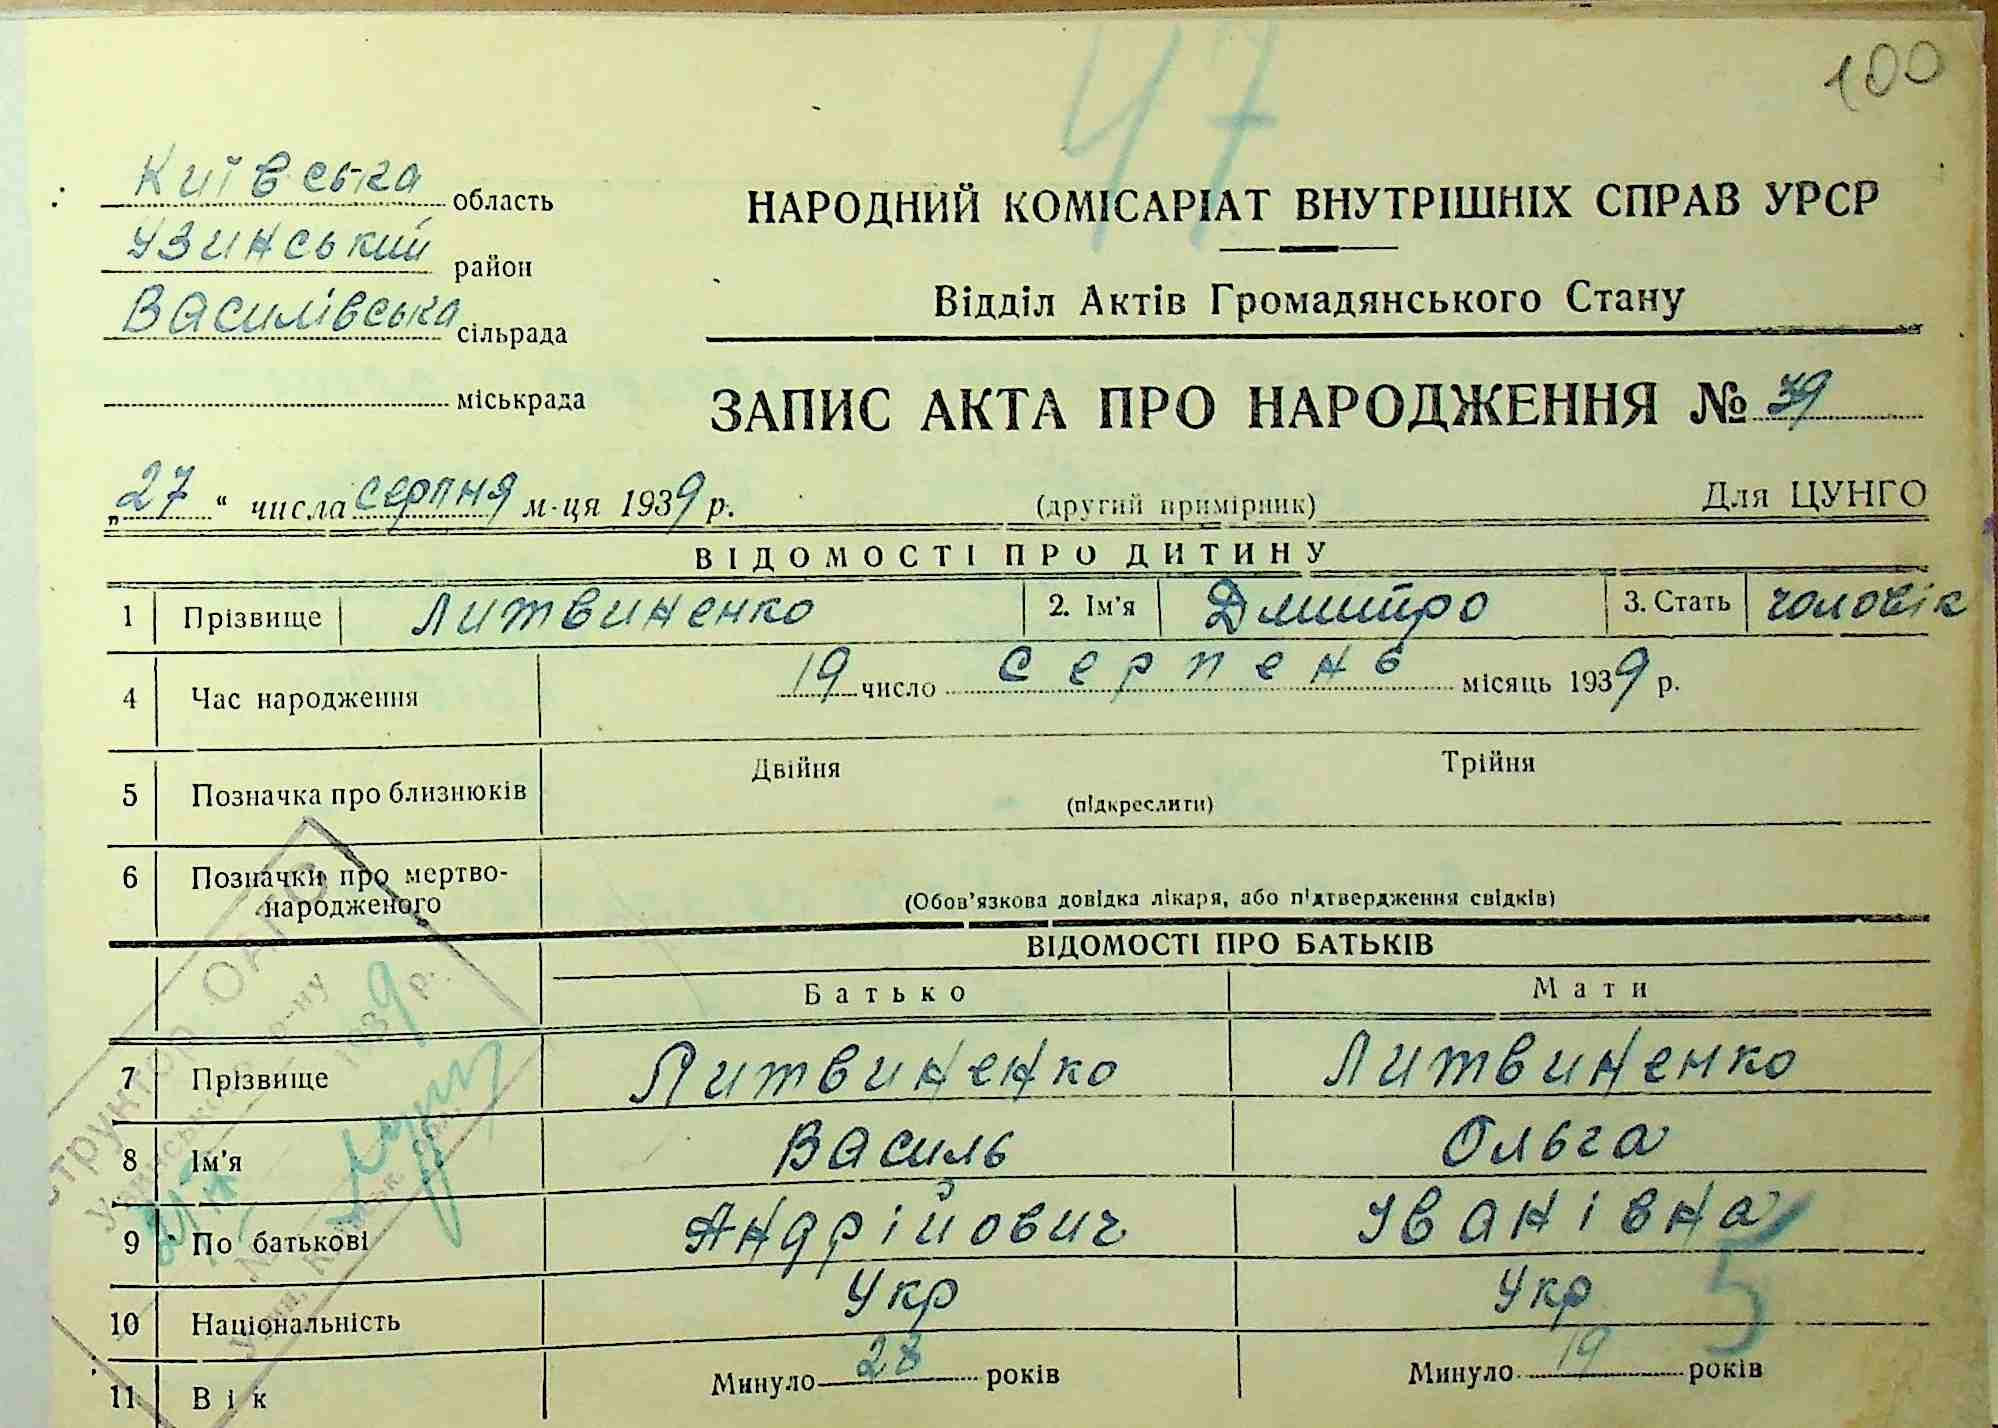 100
47
Київська область
Узинський район
Василівська сільрада
міськрада
НАРОДНИЙ КОМІСАРІАТ ВНУТРІШНІХ СПРАВ УРСР
Відділ Актів Громадянського Стану
ЗАПИС АКТА ПРО НАРОДЖЕННЯ № 39
„27“ числа серпня м-ця 1939 р. (другий примірник) Для ЦУНГО
ВІДОМОСТІ ПРО ДИТИНУ
1 Прізвище Литвиненко 2. Ім'я Дмитро 3. Стать чоловік
4 Час народження 19 число серпень місяць 1939 р.
5 Позначка про близнюків Двійня (підкреслити) Трійня
6 Позначки про мертво-
народженого (Обов'язкова довідка лікаря, або підтвердження свідків)
ВІДОМОСТІ ПРО БАТЬКІВ
Батько Мати
7 Прізвище Литвиненко Литвиненко
8 Ім'я Василь Ольга
9 По батькові Андрійович Іванівна
10 Національність Укр Укр
5
11 Вік Минуло 28 років Минуло 19 років
ОАГС
р-ну
1939 р.